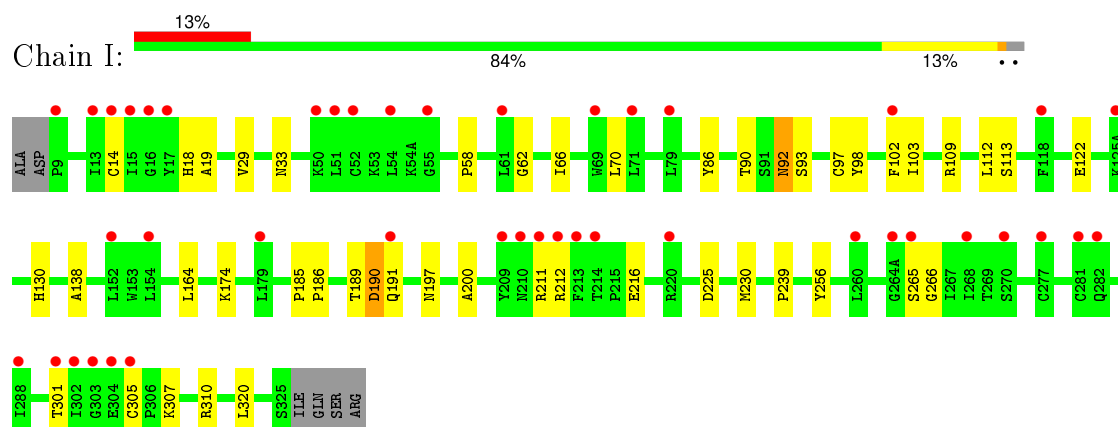 13%
Chain I:
84% 13% • •
ALA ASP P9 I13 C14 I15 G16 Y17 H18 A19 V29 N33 K50 L51 C52 K53 L54 K54A G55 P58 L61 G62 I66 W69 L70 L71 L79 Y86 T90 S91 N92 S93 C97 Y98 F102 I103 R109 L112 S113 F118 E122 K125A
H130 A138 L152 W153 L154 L164 K174 L179 P185 P186 T189 D190 Q191 N197 A200 Y209 N210 R211 R212 F213 T214 P215 E216 R220 D225 M230 P239 Y256 L260 G264A S265 G266 I267 I268 T269 S270 C277 C281 Q282
I288 T301 I302 G303 E304 C305 P306 K307 R310 L320 S325 ILE GLN SER ARG